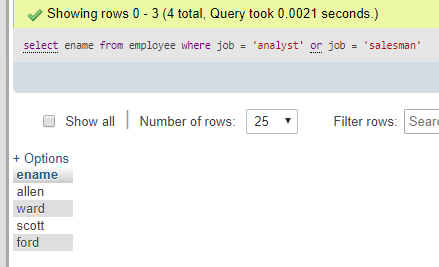 Showing rows 0 - 3 (4 total, Query took 0.0021 seconds.)
select ename from employee where job = 'analyst' or job = 'salesman'
Show all | Number of rows: 25 Filter rows:
+ Options
ename
allen
ward
scott
ford